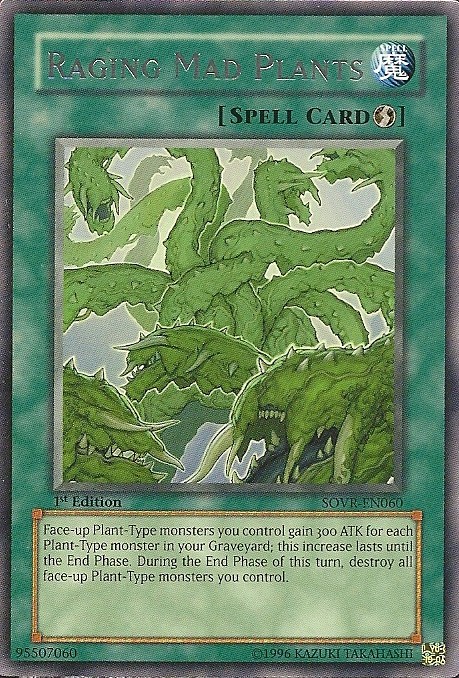 RAGING MAD PLANTS
SPELL
魔
[SPELL CARD]
1st Edition
SOVR-EN060
Face-up Plant-Type monsters you control gain 300 ATK for each
Plant-Type monster in your Graveyard; this increase lasts until
the End Phase. During the End Phase of this turn, destroy all
face-up Plant-Type monsters you control.
95507060
©1996 KAZUKI TAKAHASHI